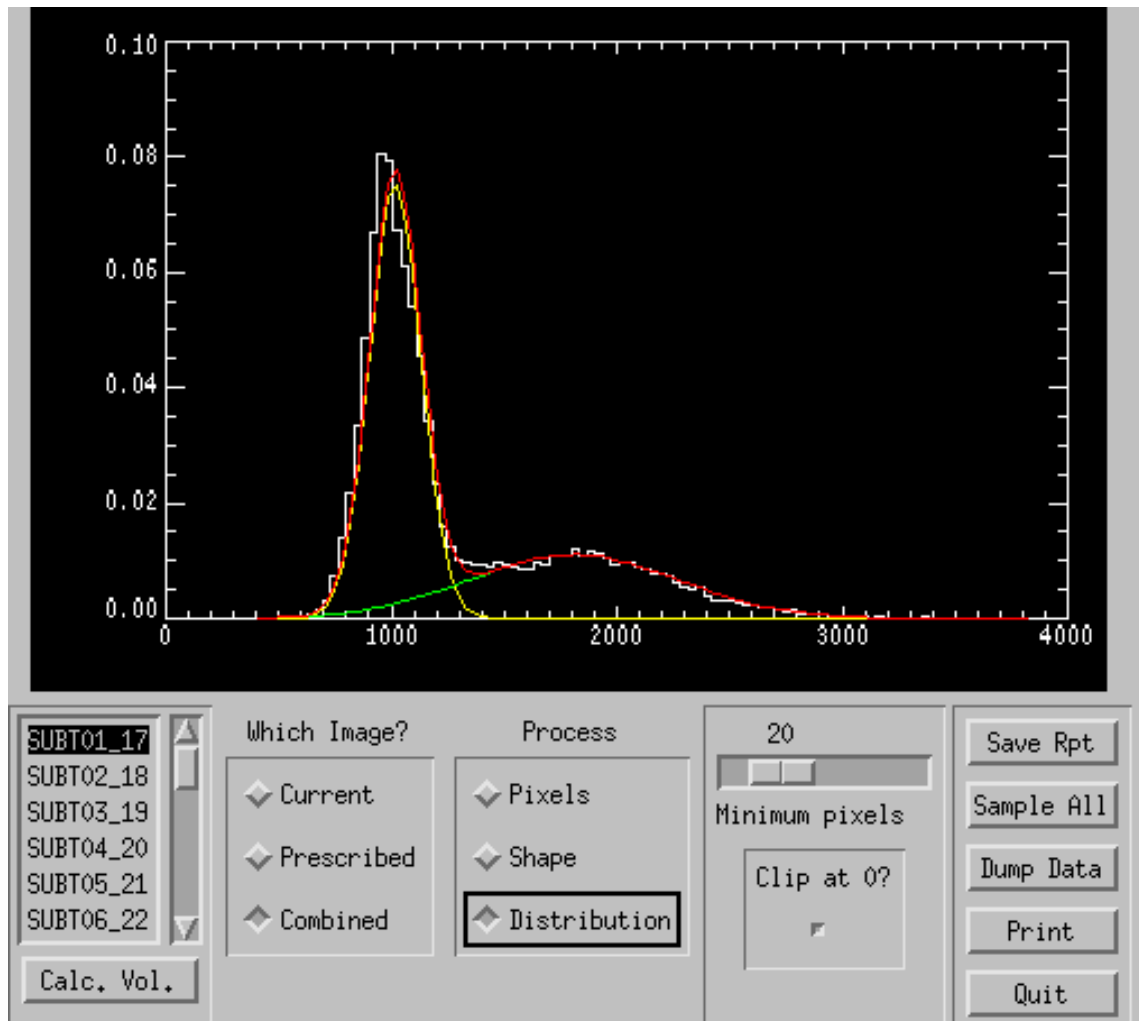 0.10
0.08
0.06
0.04
0.02
0.00
0 1000 2000 3000 4000
SUBT01_17
SUBT02_18
SUBT03_19
SUBT04_20
SUBT05_21
SUBT06_22
Calc. Vol.
Which Image?
Current
Prescribed
Combined
Process
Pixels
Shape
Distribution
20
Minimum pixels
Clip at 0?
Save Rpt
Sample All
Dump Data
Print
Quit